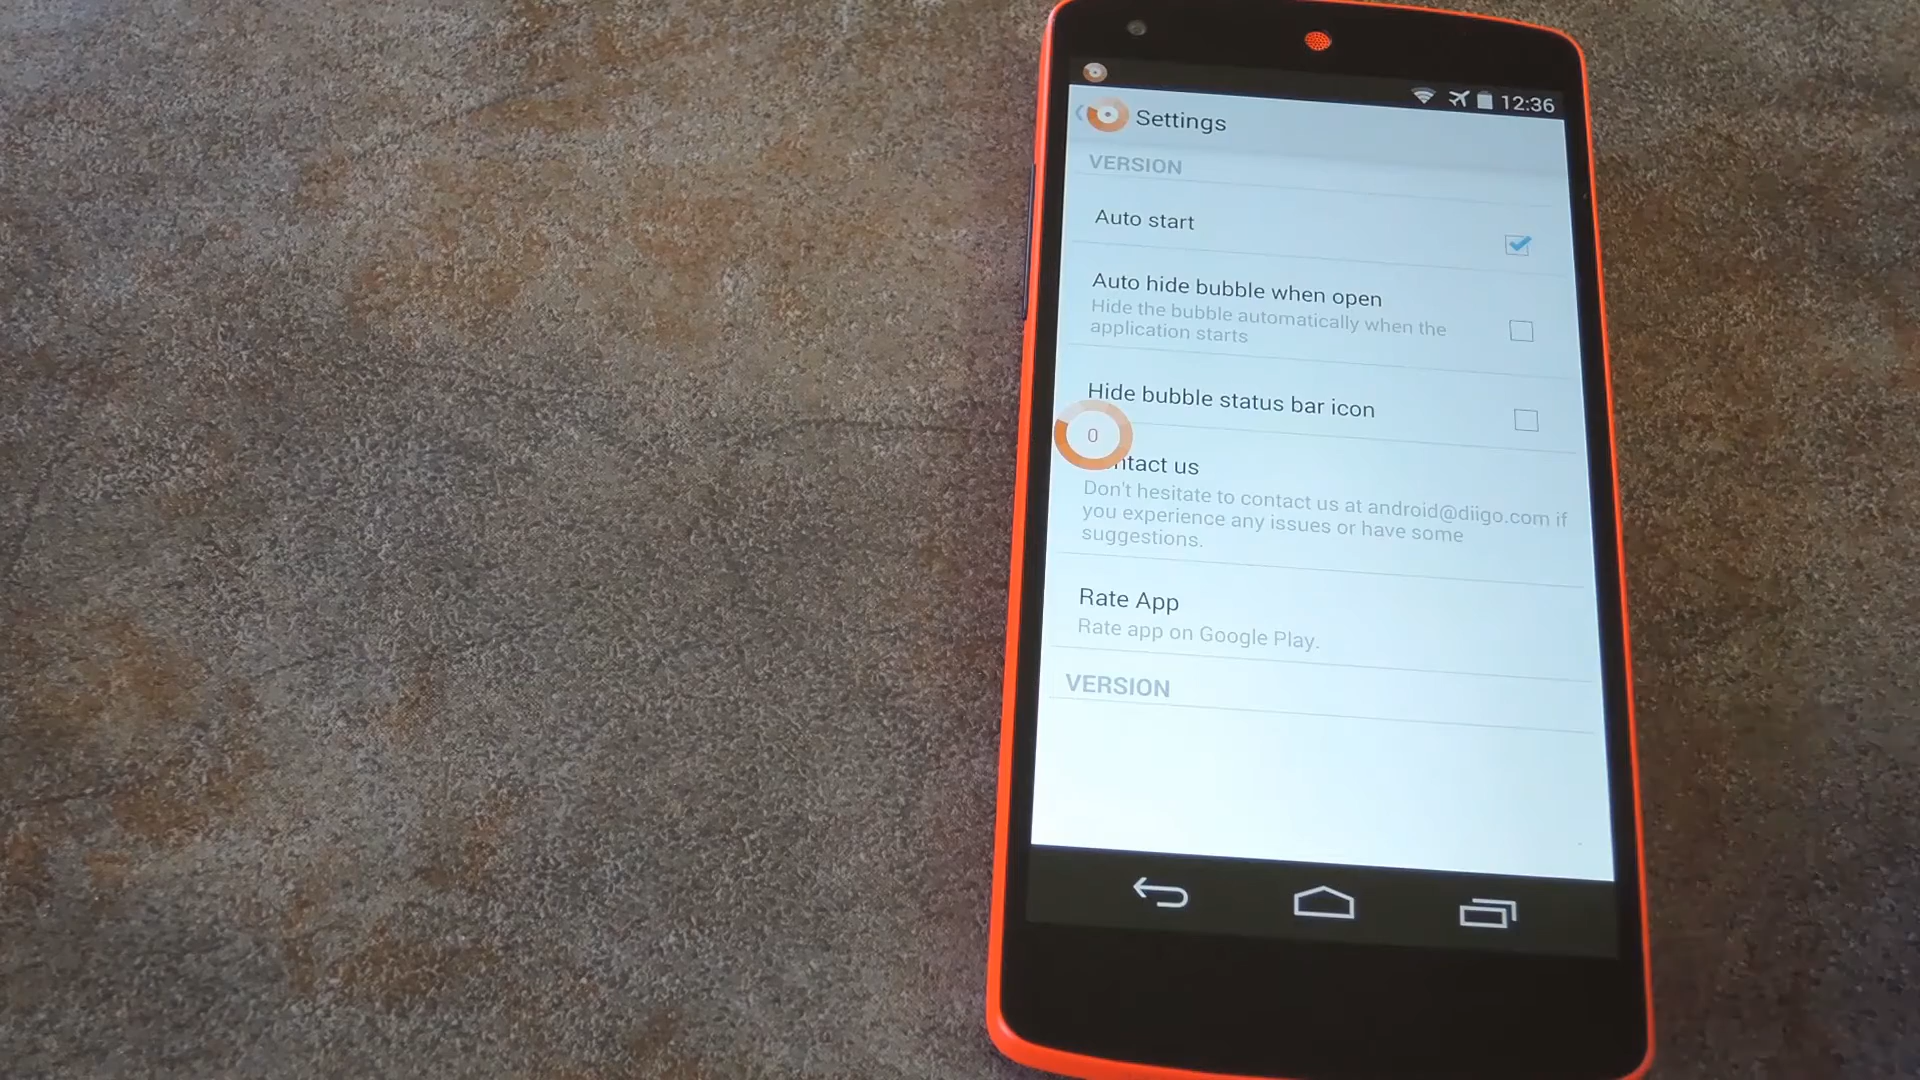 12:36
Settings
VERSION
Auto start
Auto hide bubble when open
Hide the bubble automatically when the
application starts
Hide bubble status bar icon
0
ntact us
Don't hesitate to contact us at android@diigo.com if
you experience any issues or have some
suggestions.
Rate App
Rate app on Google Play.
VERSION